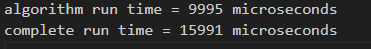 algorithm run time = 9995 microseconds
complete run time = 15991 microseconds